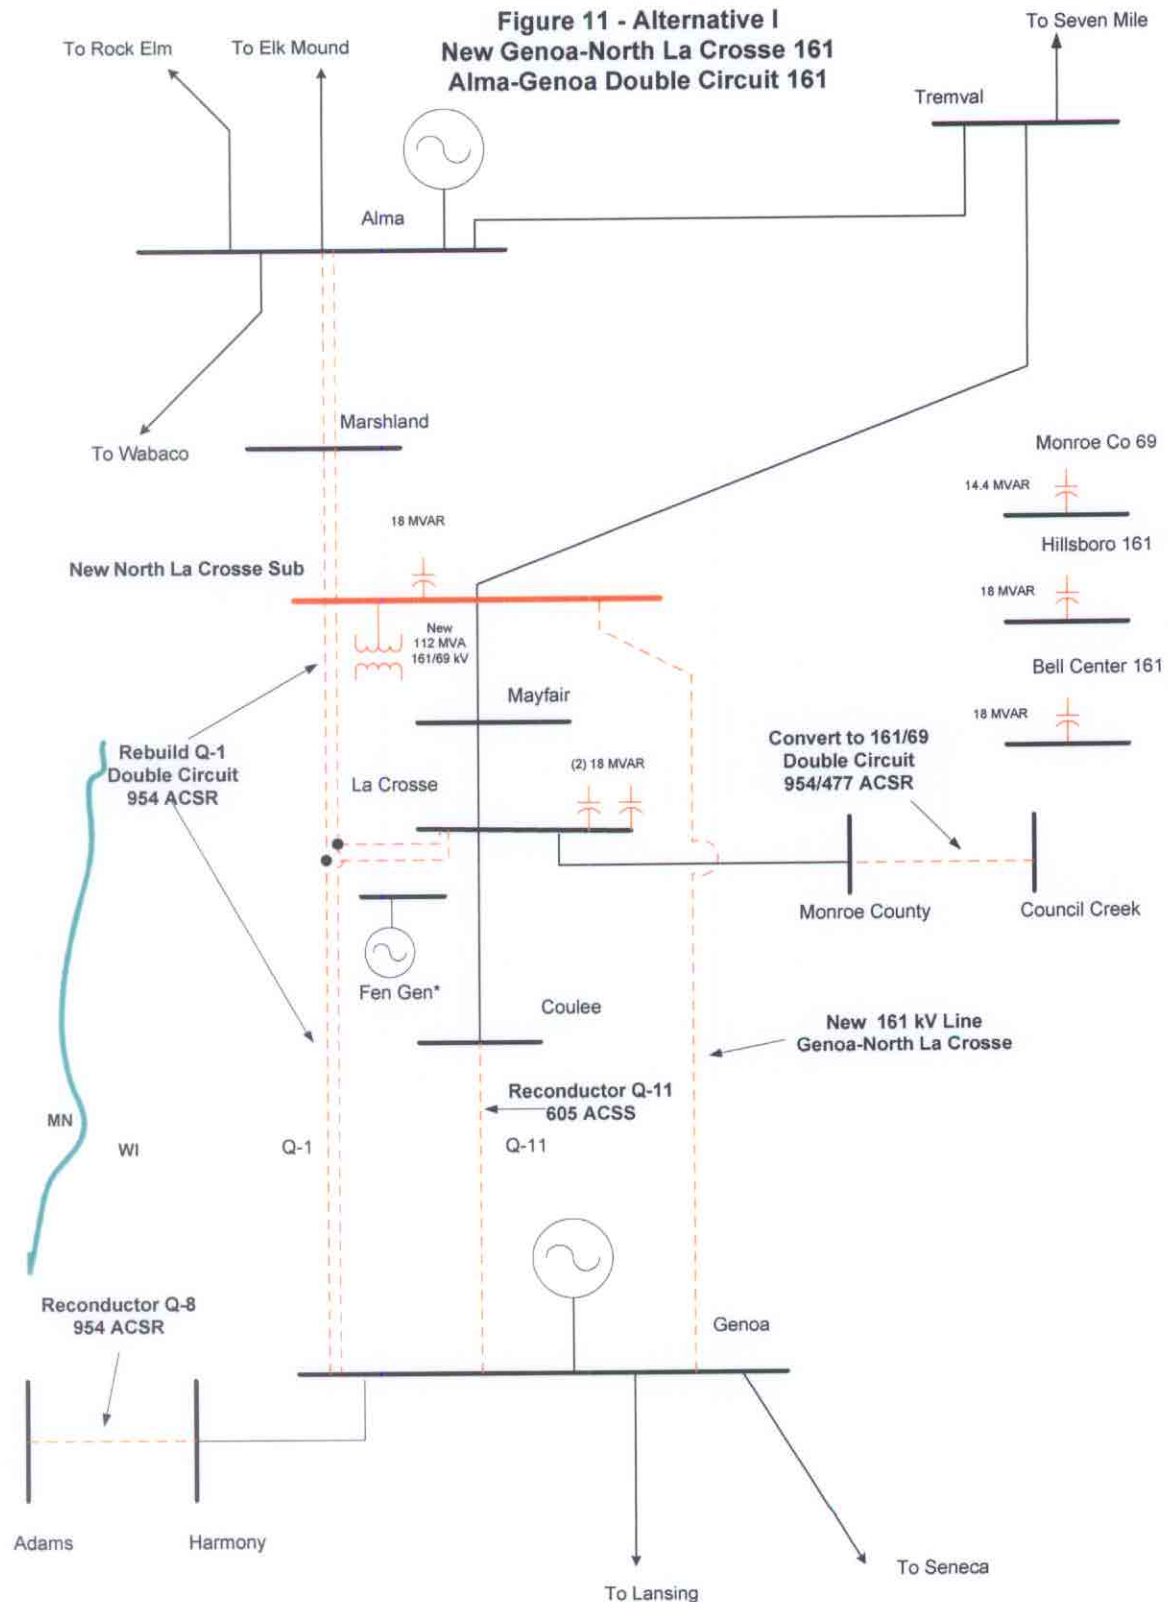 Figure 11 - Alternative I
New Genoa-North La Crosse 161
Alma-Genoa Double Circuit 161
To Seven Mile
To Rock Elm
To Elk Mound
Tremval
Alma
Marshland
To Wabaco
Monroe Co 69
14.4 MVAR
18 MVAR
Hillsboro 161
New North La Crosse Sub
18 MVAR
New
112 MVA
161/69 kV
Bell Center 161
Mayfair
18 MVAR
Rebuild Q-1
Double Circuit
954 ACSR
Convert to 161/69
Double Circuit
954/477 ACSR
(2) 18 MVAR
La Crosse
Monroe County
Council Creek
Fen Gen*
Coulee
New 161 kV Line
Genoa-North La Crosse
Reconductor Q-11
605 ACSS
MN
WI
Q-1
Q-11
Reconductor Q-8
954 ACSR
Genoa
Adams
Harmony
To Seneca
To Lansing